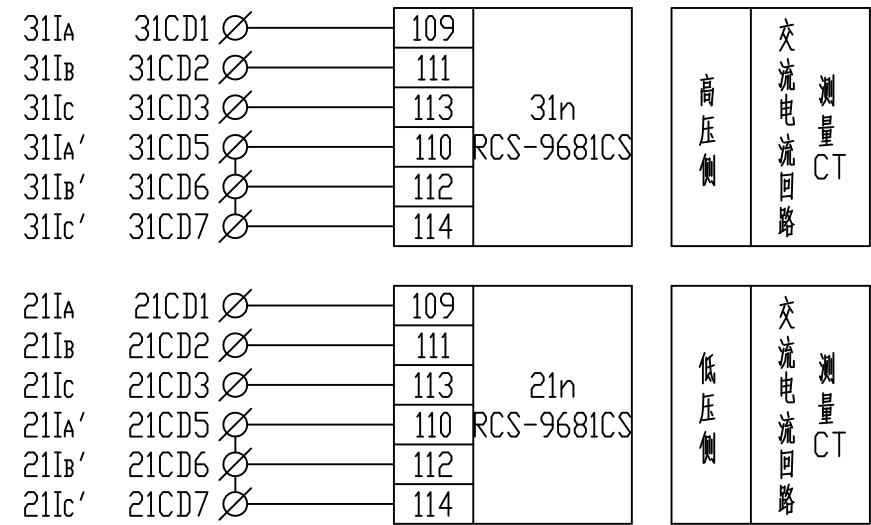 31IA 31CD1 109
31IB 31CD2 111
31IC 31CD3 113
31IA' 31CD5 110
31IB' 31CD6 112
31IC' 31CD7 114
31n
RCS-9681CS
高压侧
交流电流回路
测量CT
21IA 21CD1 109
21IB 21CD2 111
21IC 21CD3 113
21IA' 21CD5 110
21IB' 21CD6 112
21IC' 21CD7 114
21n
RCS-9681CS
低压侧
交流电流回路
测量CT